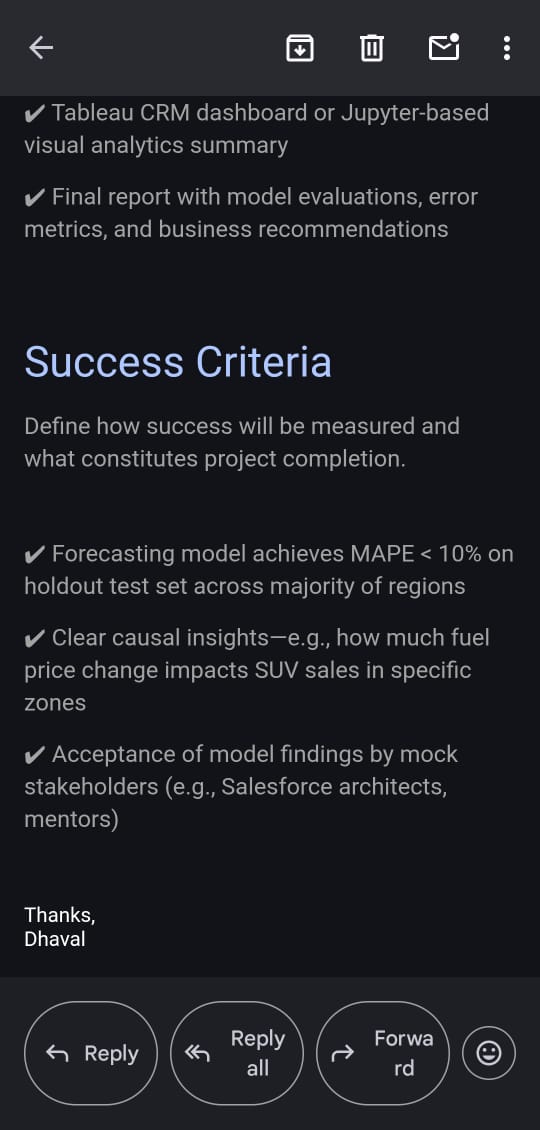 ✔ Tableau CRM dashboard or Jupyter-based
visual analytics summary
✔ Final report with model evaluations, error
metrics, and business recommendations
Success Criteria
Define how success will be measured and
what constitutes project completion.
✔ Forecasting model achieves MAPE < 10% on
holdout test set across majority of regions
✔ Clear causal insights—e.g., how much fuel
price change impacts SUV sales in specific
zones
✔ Acceptance of model findings by mock
stakeholders (e.g., Salesforce architects,
mentors)
Thanks,
Dhaval
Reply
Reply
all
Forwa
rd